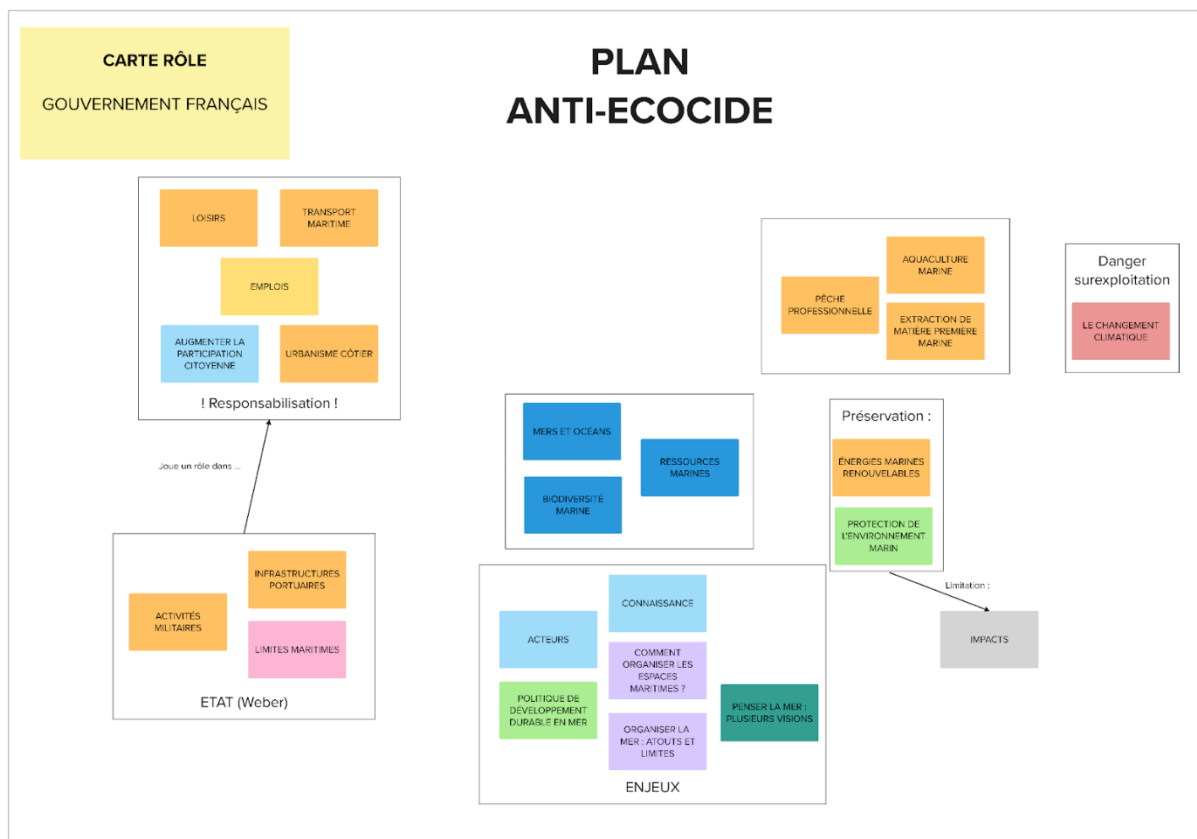 CARTE RÔLE
GOUVERNEMENT FRANÇAIS
PLAN
ANTI-ECOCIDE
LOISIRS
TRANSPORT
MARITIME
EMPLOIS
AUGMENTER LA
PARTICIPATION
CITOYENNE
URBANISME CÔTIER
! Responsabilisation !
Joue un rôle dans ...
ACTIVITÉS
MILITAIRES
INFRASTRUCTURES
PORTUAIRES
LIMITES MARITIMES
ETAT (Weber)
MERS ET OCÉANS
RESSOURCES
MARINES
BIODIVERSITÉ
MARINE
CONNAISSANCE
ACTEURS
COMMENT
ORGANISER LES
ESPACES
MARITIMES ?
POLITIQUE DE
DÉVELOPPEMENT
DURABLE EN MER
PENSER LA MER :
PLUSIEURS VISIONS
ORGANISER LA
MER : ATOUTS ET
LIMITES
ENJEUX
PÊCHE
PROFESSIONNELLE
AQUACULTURE
MARINE
EXTRACTION DE
MATIÈRE PREMIÈRE
MARINE
Danger
surexploitation
LE CHANGEMENT
CLIMATIQUE
Préservation :
ÉNERGIES MARINES
RENOUVELABLES
PROTECTION DE
L'ENVIRONNEMENT
MARIN
Limitation :
IMPACTS